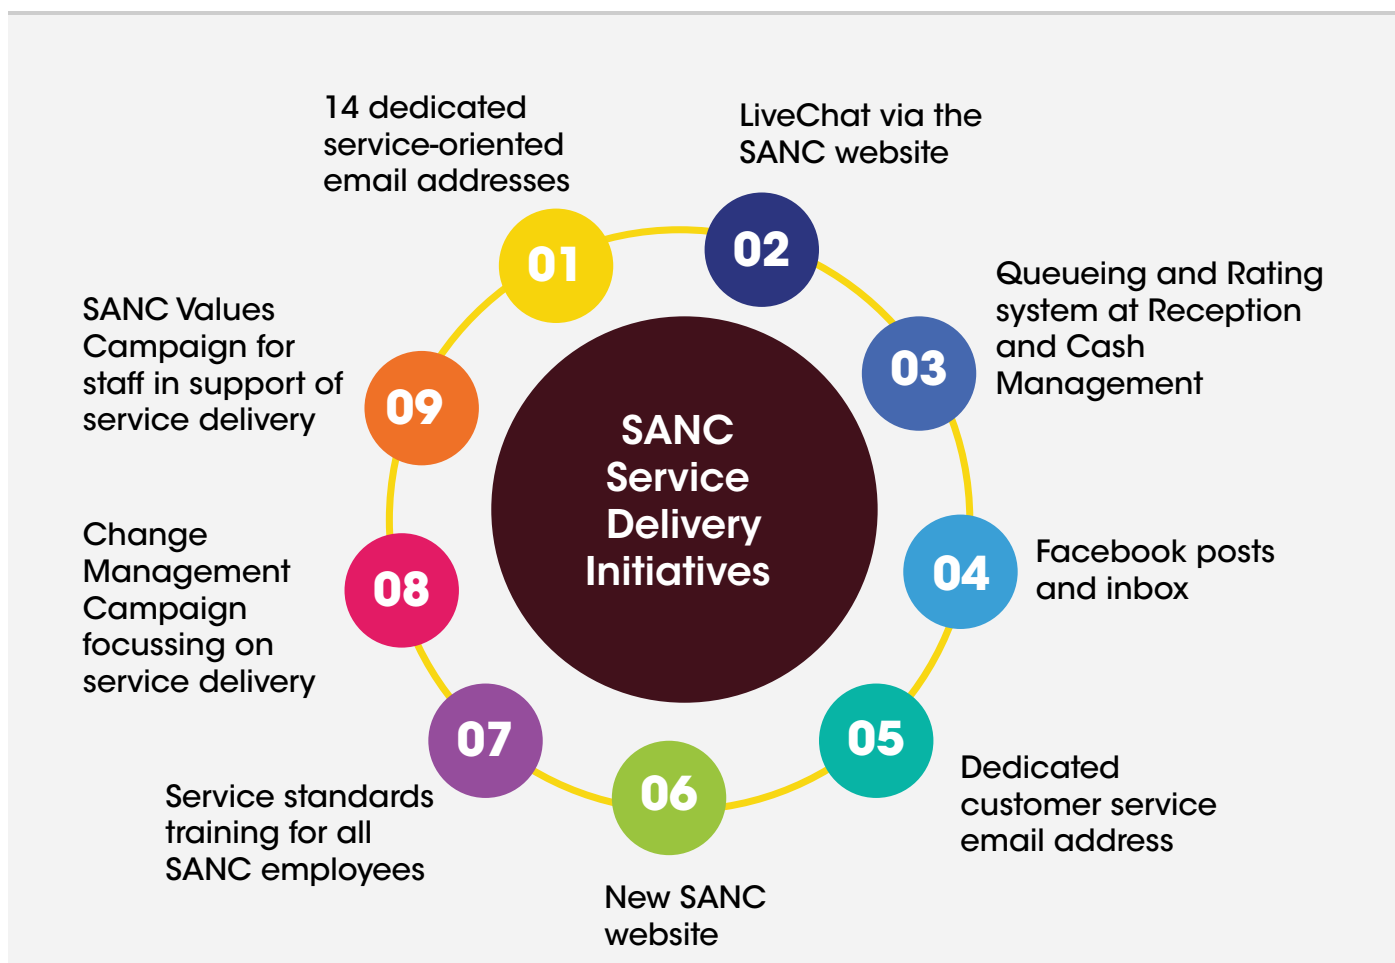 SANC
Service
Delivery
Initiatives
01
14 dedicated
service-oriented
email addresses
02
LiveChat via the
SANC website
03
Queueing and Rating
system at Reception
and Cash
Management
04
Facebook posts
and inbox
05
Dedicated
customer service
email address
06
New SANC
website
07
Service standards
training for all
SANC employees
08
Change
Management
Campaign
focussing on
service delivery
09
SANC Values
Campaign for
staff in support of
service delivery